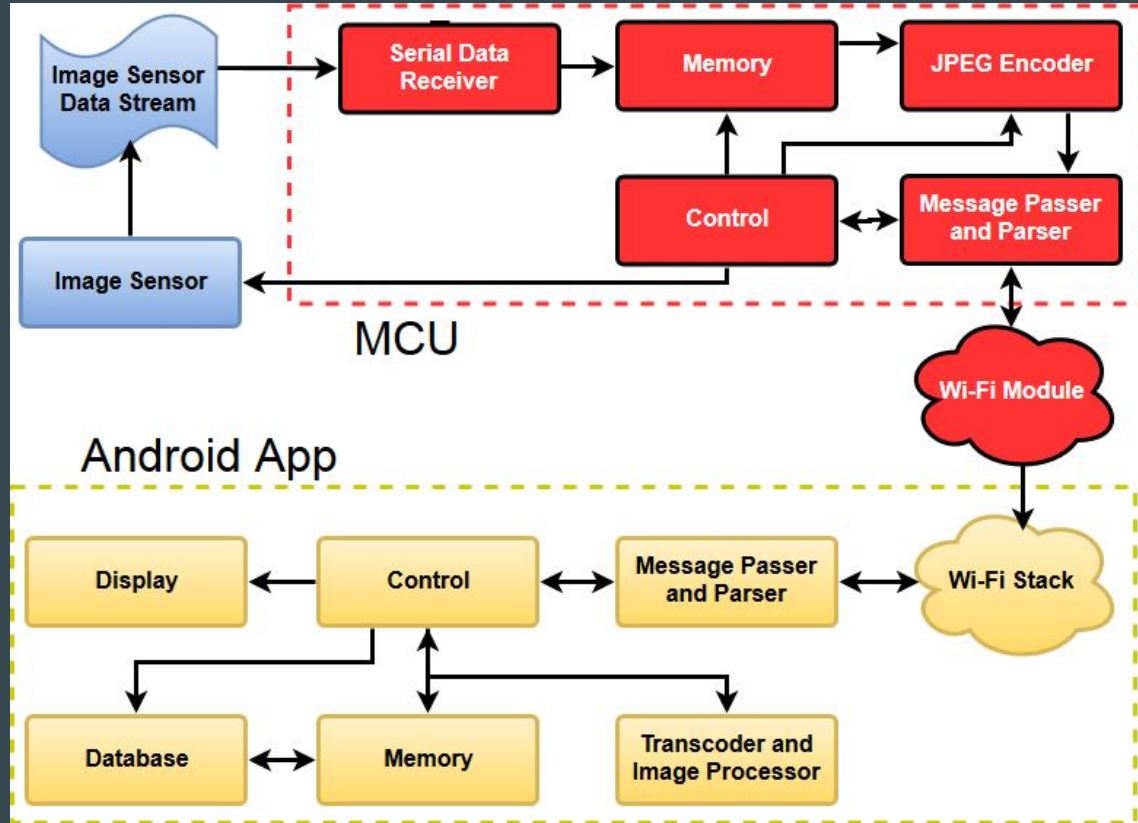 Image Sensor
Data Stream
Serial Data
Receiver
Memory
JPEG Encoder
Image Sensor
Control
Message Passer
and Parser
MCU
Wi-Fi Module
Android App
Display
Control
Message Passer
and Parser
Wi-Fi Stack
Database
Memory
Transcoder and
Image Processor